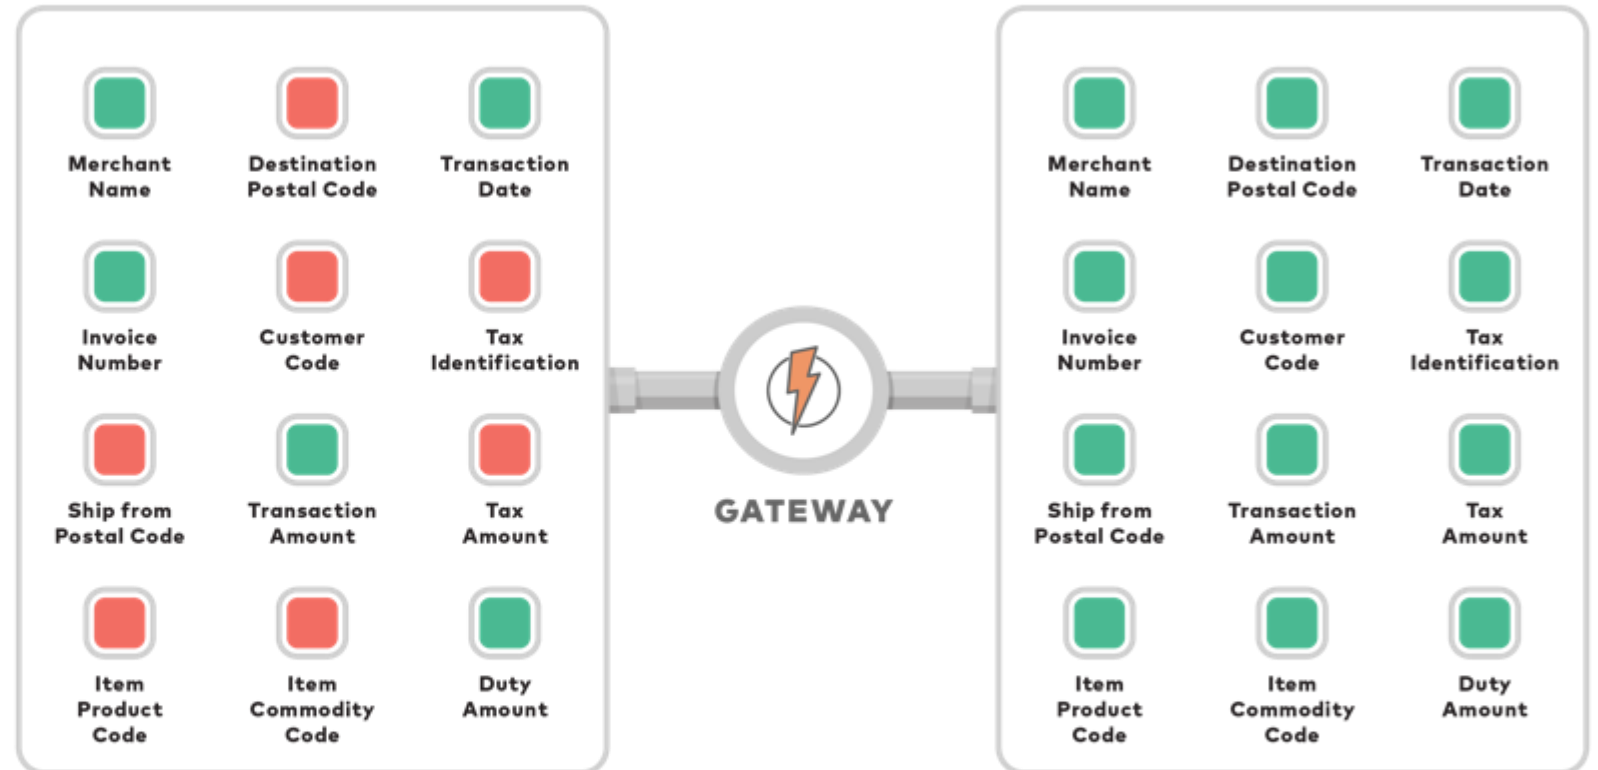 Merchant
Name
Destination
Postal Code
Transaction
Date
Invoice
Number
Customer
Code
Tax
Identification
Ship from
Postal Code
Transaction
Amount
Tax
Amount
Item
Product
Code
Item
Commodity
Code
Duty
Amount
GATEWAY
Merchant
Name
Destination
Postal Code
Transaction
Date
Invoice
Number
Customer
Code
Tax
Identification
Ship from
Postal Code
Transaction
Amount
Tax
Amount
Item
Product
Code
Item
Commodity
Code
Duty
Amount